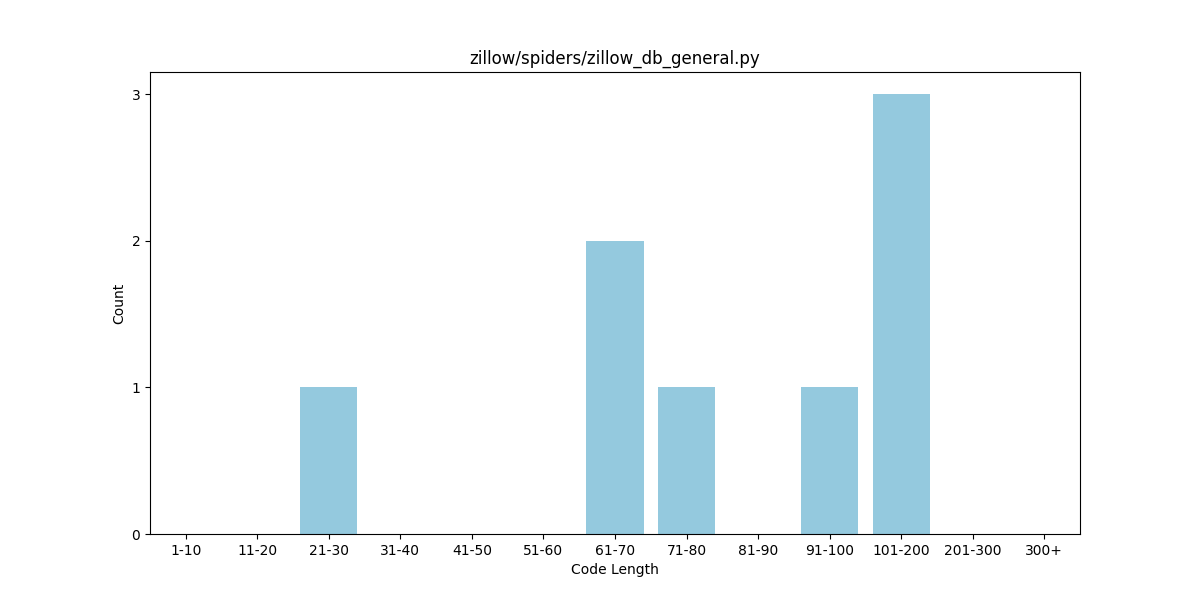 zillow/spiders/zillow_db_general.py
3
2
1
0
Count
1-10 11-20 21-30 31-40 41-50 51-60 61-70 71-80 81-90 91-100 101-200 201-300 300+
Code Length